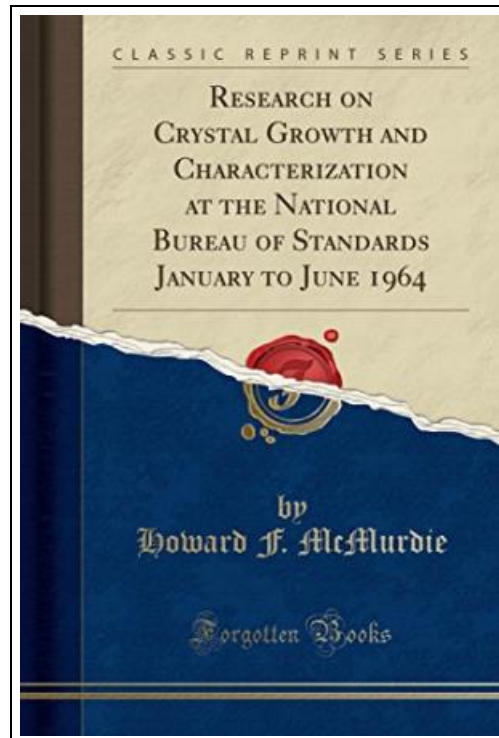 CLASSIC REPRINT SERIES
RESEARCH ON
CRYSTAL GROWTH AND
CHARACTERIZATION
AT THE NATIONAL
BUREAU OF STANDARDS
JANUARY TO JUNE 1964
by
Howard F. McMurdie
Forgotten Books